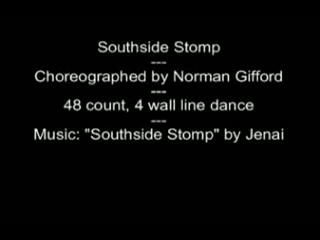 Southside Stomp
---
Choreographed by Norman Gifford
---
48 count, 4 wall line dance
---
Music: "Southside Stomp" by Jenai